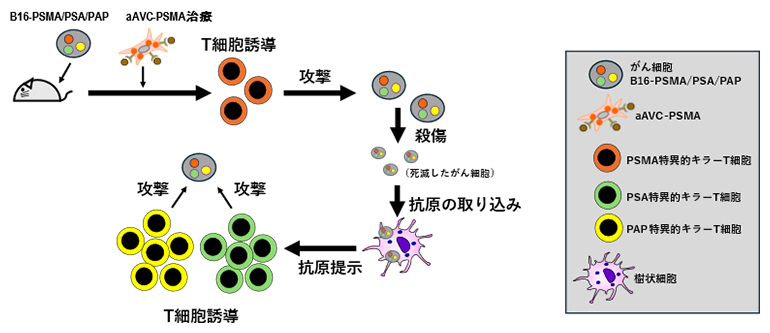 B16-PSMA/PSA/PAP
aAVC-PSMA治療
T細胞誘導
攻撃
殺傷
(死滅したがん細胞)
抗原の取り込み
抗原提示
攻撃
攻撃
T細胞誘導
がん細胞
B16-PSMA/PSA/PAP
aAVC-PSMA
PSMA特異的キラーT細胞
PSA特異的キラーT細胞
PAP特異的キラーT細胞
樹状細胞